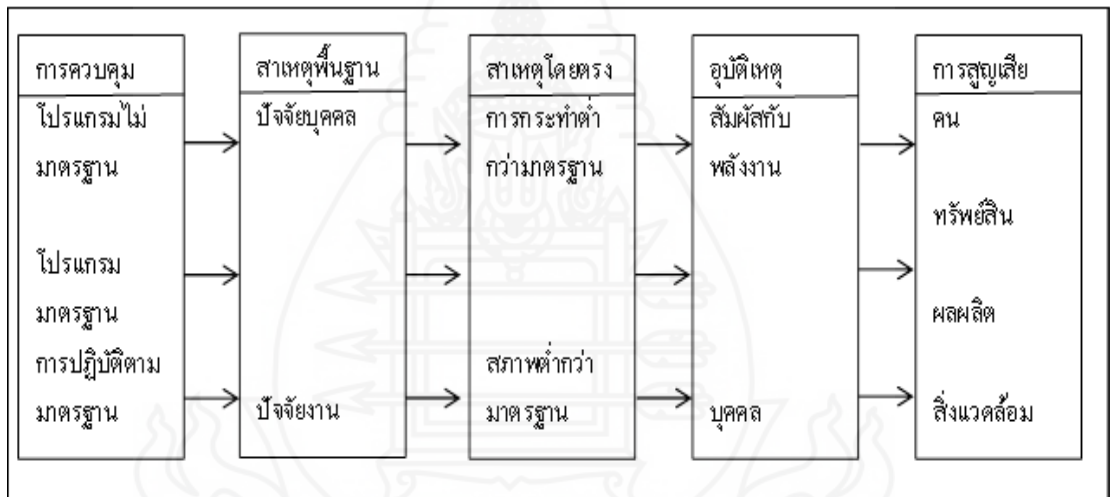 การควบคุม
โปรแกรมไม่
มาตรฐาน
โปรแกรม
มาตรฐาน
การปฏิบัติตาม
มาตรฐาน
สาเหตุพื้นฐาน
ปัจจัยบุคคล
ปัจจัยงาน
สาเหตุโดยตรง
การกระทำต่ำ
กว่ามาตรฐาน
สภาพต่ำกว่า
มาตรฐาน
อุบัติเหตุ
สัมผัสกับ
พลังงาน
บุคคล
การสูญเสีย
คน
ทรัพย์สิน
ผลผลิต
สิ่งแวดล้อม